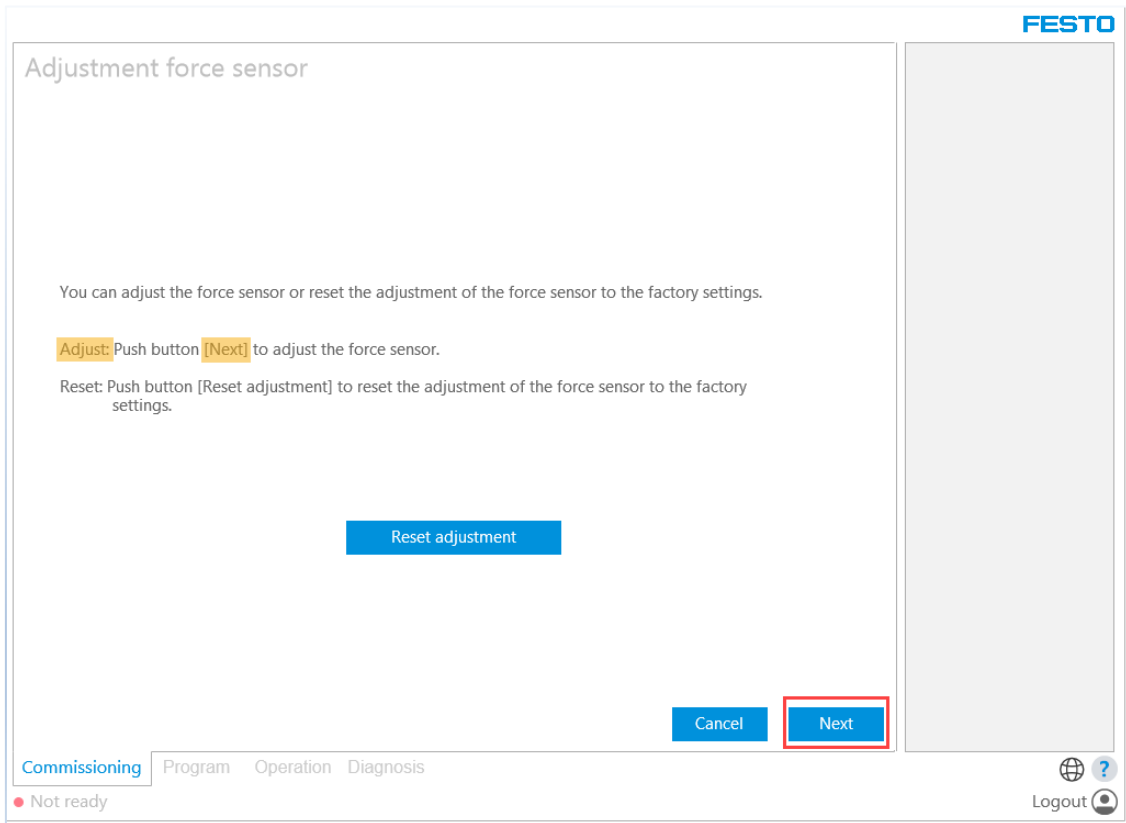 FESTO
Adjustment force sensor
You can adjust the force sensor or reset the adjustment of the force sensor to the factory settings.
Adjust: Push button [Next] to adjust the force sensor.
Reset: Push button [Reset adjustment] to reset the adjustment of the force sensor to the factory
settings.
Reset adjustment
Cancel Next
Commissioning Program Operation Diagnosis ?
Not ready Logout